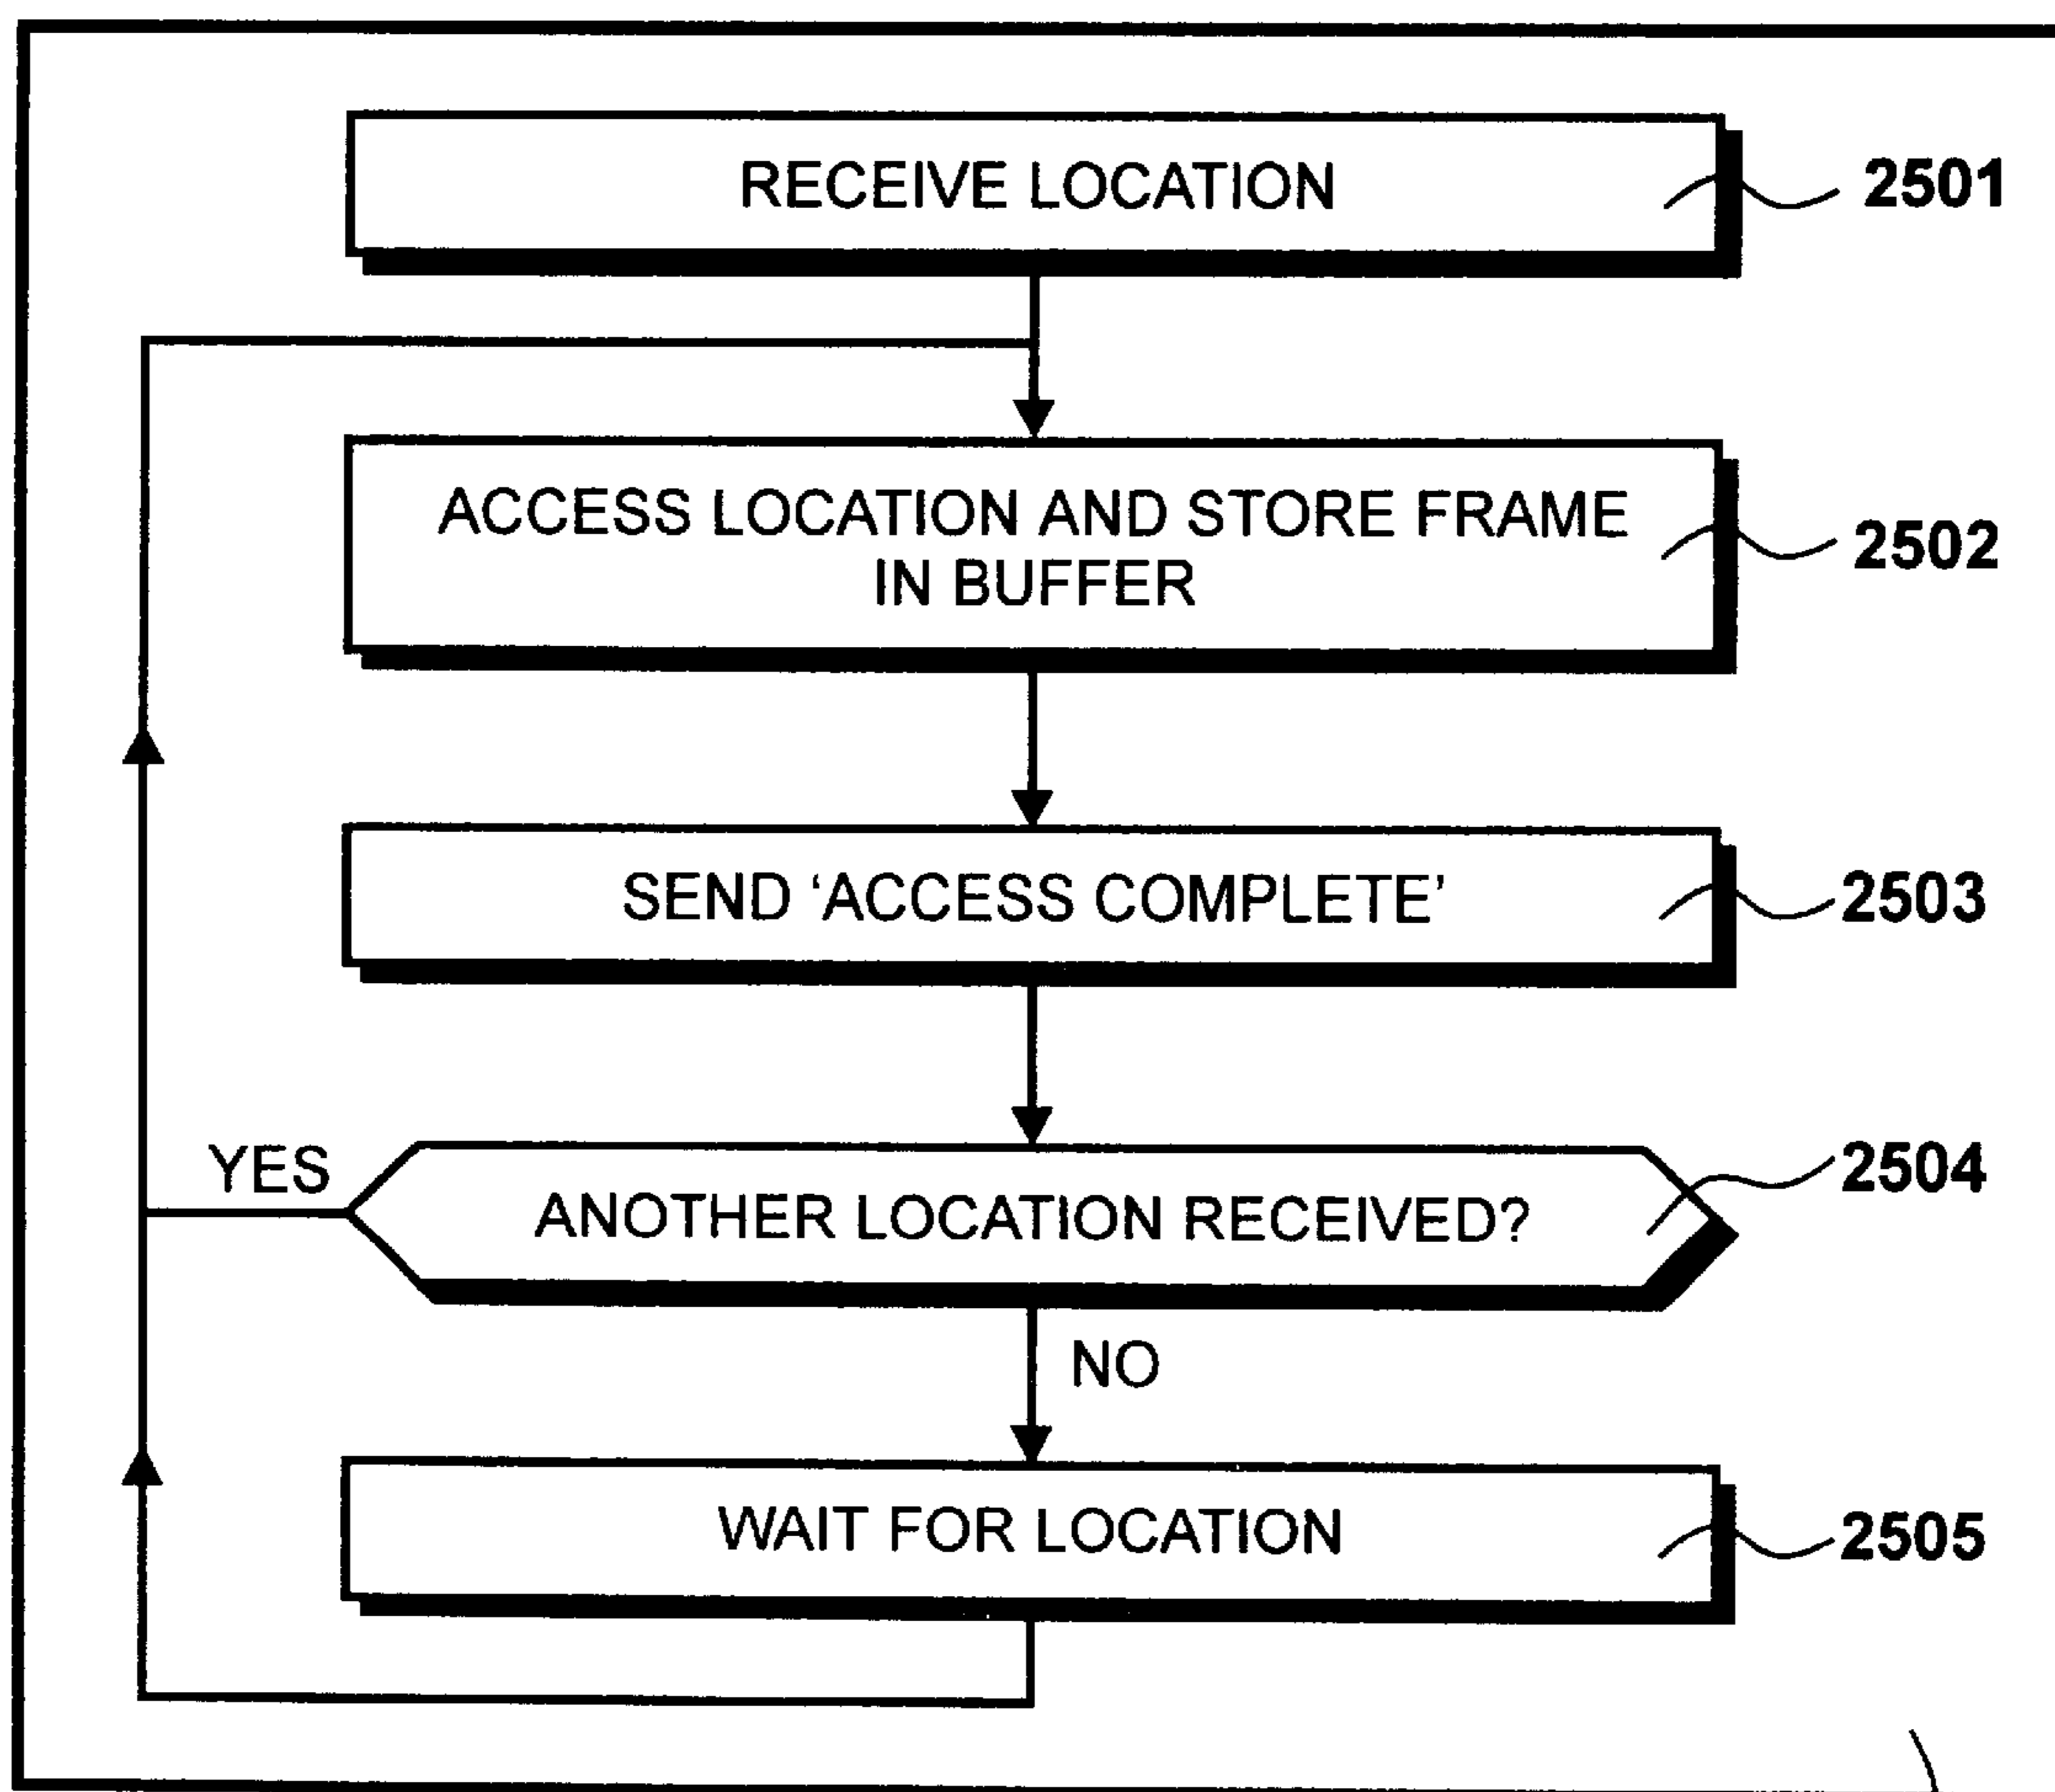 RECEIVE LOCATION
2501
ACCESS LOCATION AND STORE FRAME
IN BUFFER
2502
SEND ‘ACCESS COMPLETE’
2503
YES
ANOTHER LOCATION RECEIVED?
2504
NO
WAIT FOR LOCATION
2505